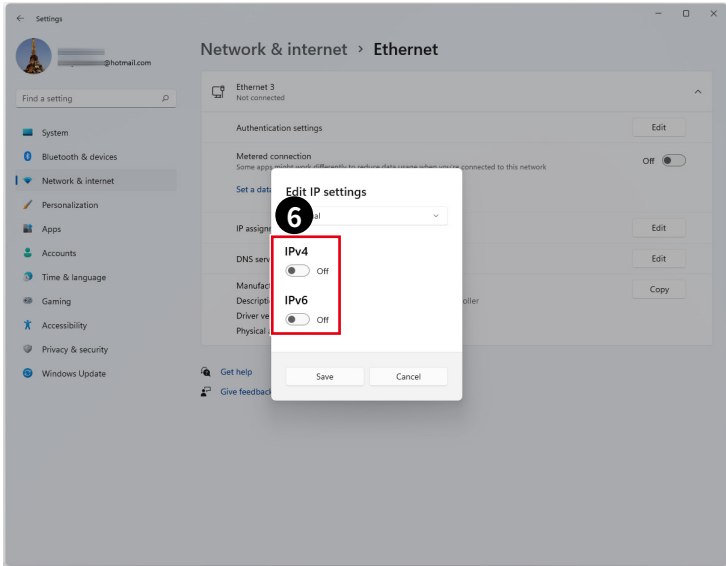 Settings
@hotmail.com
Find a setting
System
Bluetooth & devices
Network & internet
Personalization
Apps
Accounts
Time & language
Gaming
Accessibility
Privacy & security
Windows Update
Network & internet > Ethernet
Ethernet 3
Not connected
Authentication settings
Edit
Metered connection
Some apps might work differently to reduce data usage when you're connected to this network
Off
Set a data
IP assignm
Edit
DNS serv
Edit
Manufact
Copy
Descripti
oller
Driver ve
Physical
Get help
Give feedback
Edit IP settings
6
al
IPv4
Off
IPv6
Off
Save
Cancel